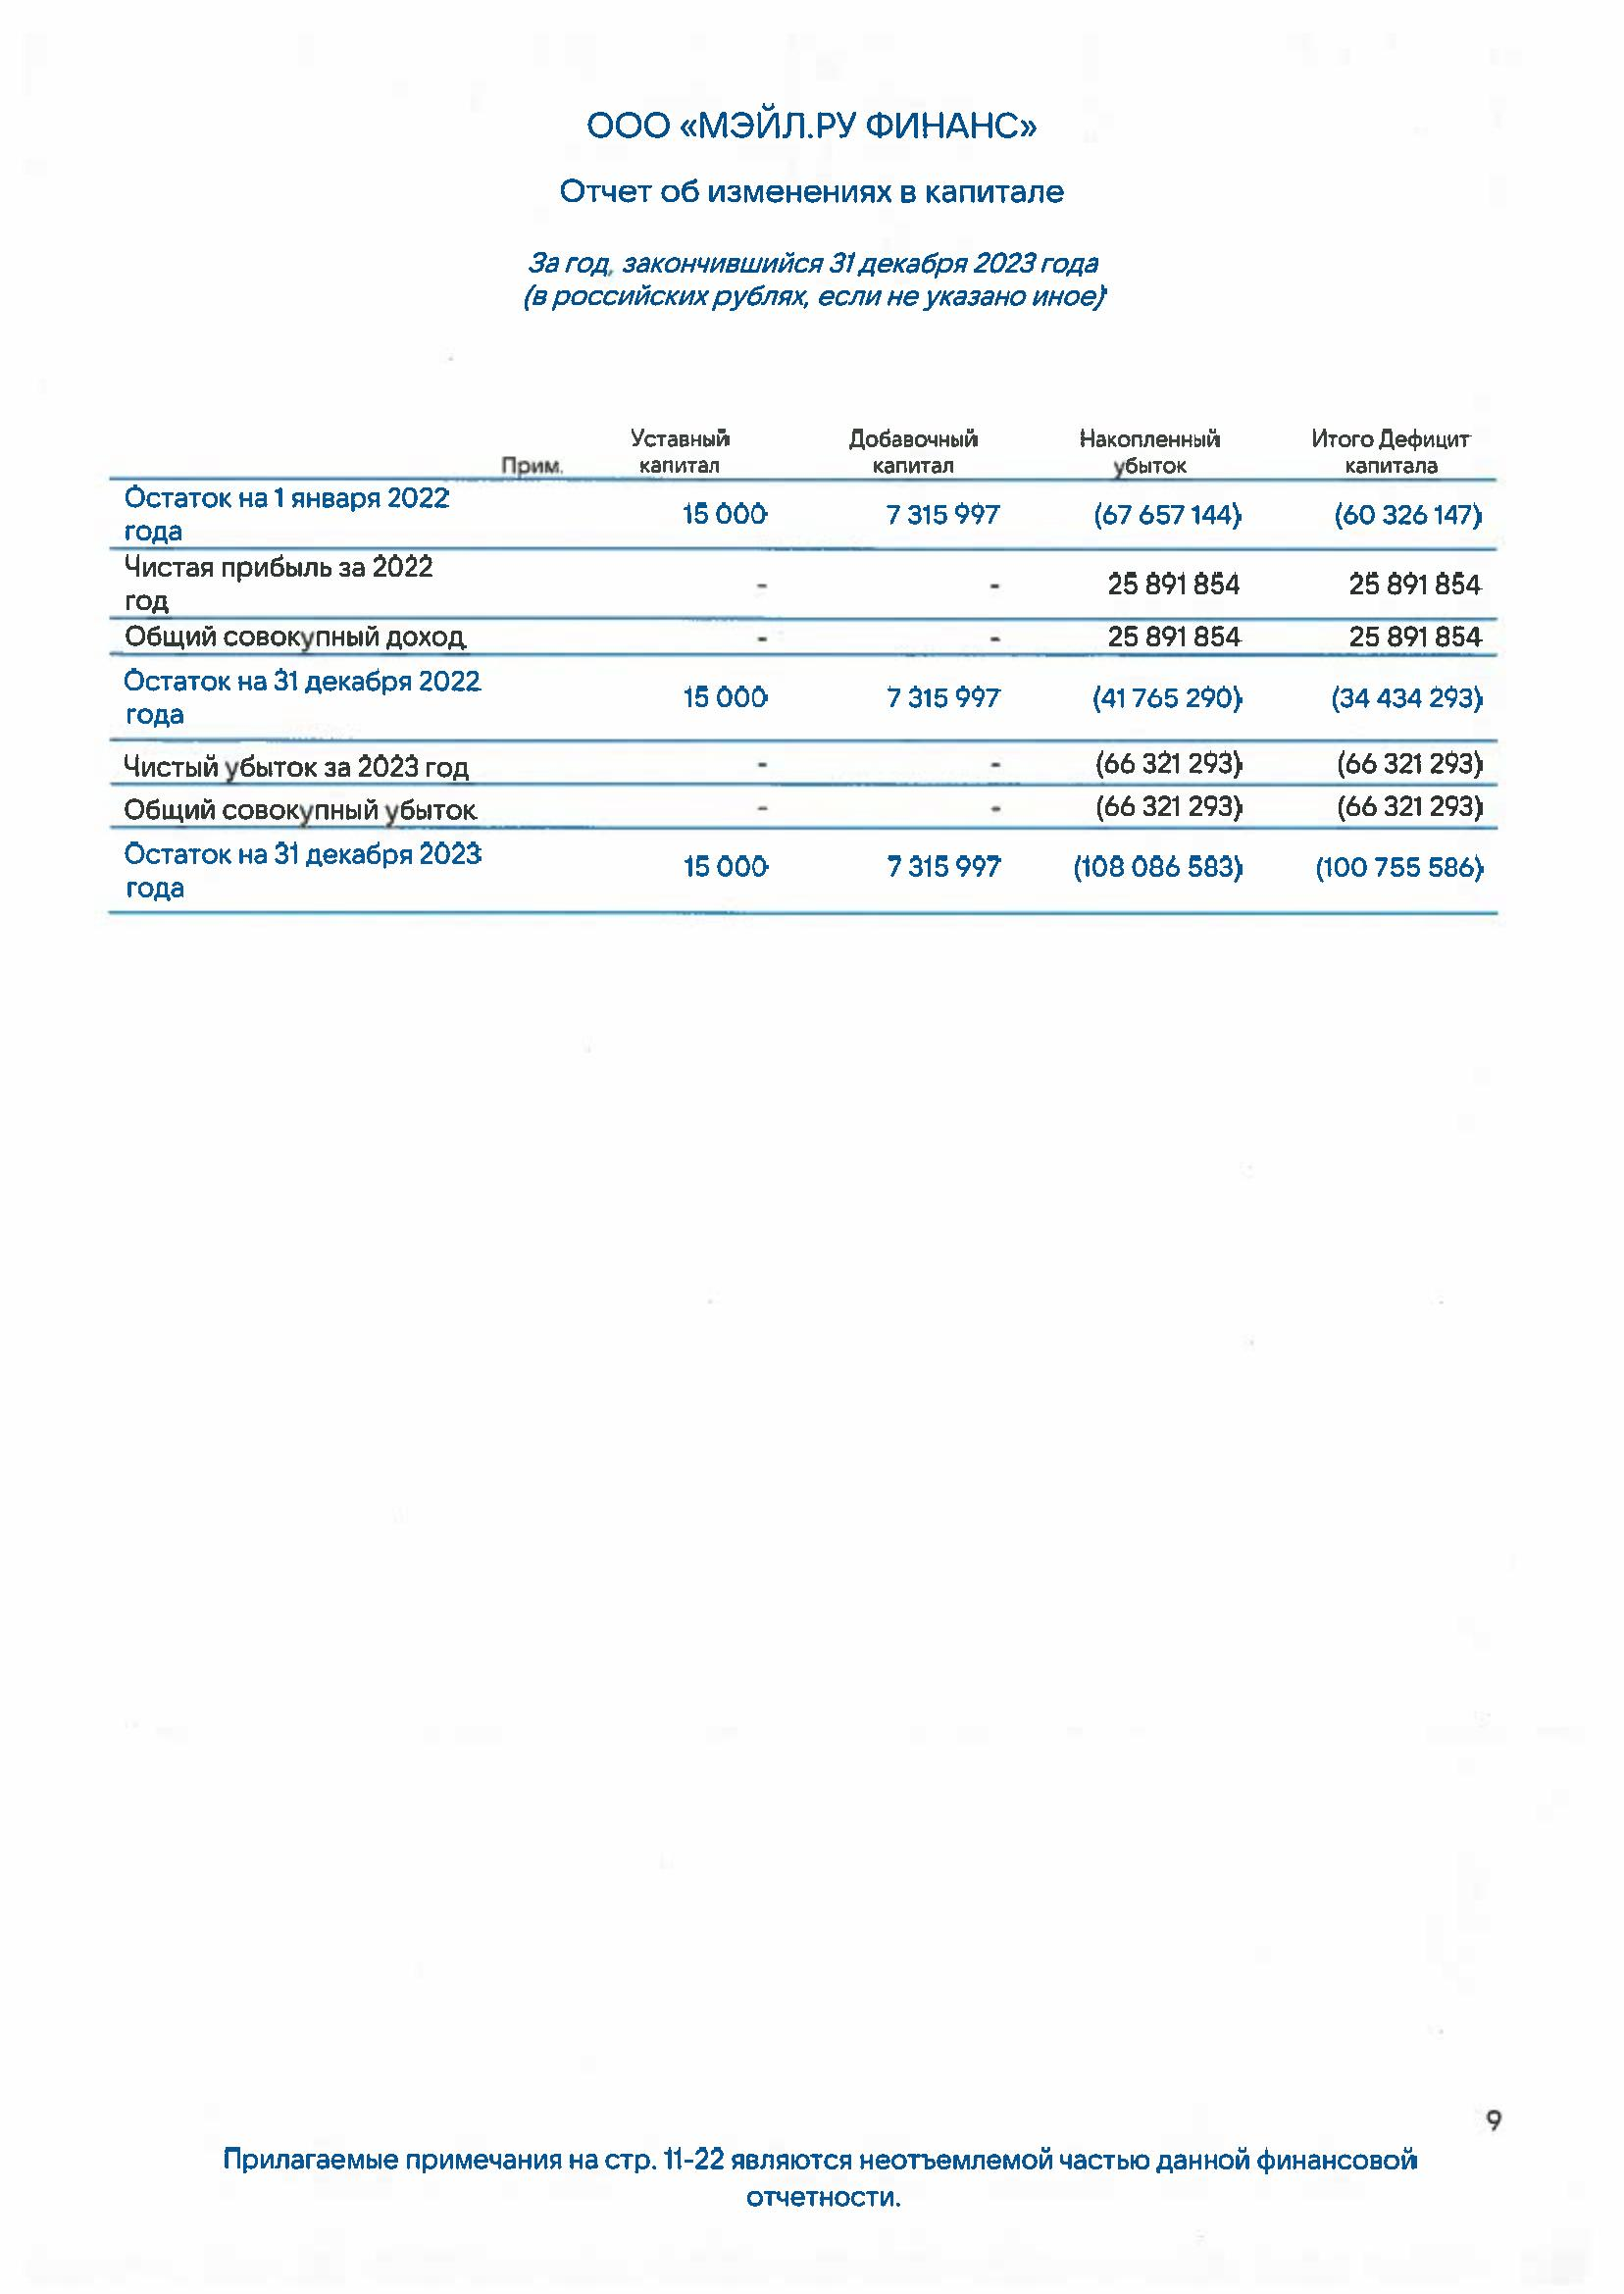 ООО «МЭЙЛ.РУ ФИНАНС»
Отчет об изменениях в капитале
За год, закончившийся 31 декабря 2023 года
(в российских рублях, если не указано иное)
Прим. Уставный капитал Добавочный капитал Накопленный убыток Итого Дефицит капитала
Остаток на 1 января 2022 года 15 000 7 315 997 (67 657 144) (60 326 147)
Чистая прибыль за 2022 год - - 25 891 854 25 891 854
Общий совокупный доход - - 25 891 854 25 891 854
Остаток на 31 декабря 2022 года 15 000 7 315 997 (41 765 290) (34 434 293)
Чистый убыток за 2023 год - - (66 321 293) (66 321 293)
Общий совокупный убыток - - (66 321 293) (66 321 293)
Остаток на 31 декабря 2023 года 15 000 7 315 997 (108 086 583) (100 755 586)
9
Прилагаемые примечания на стр. 11-22 являются неотъемлемой частью данной финансовой
отчетности.